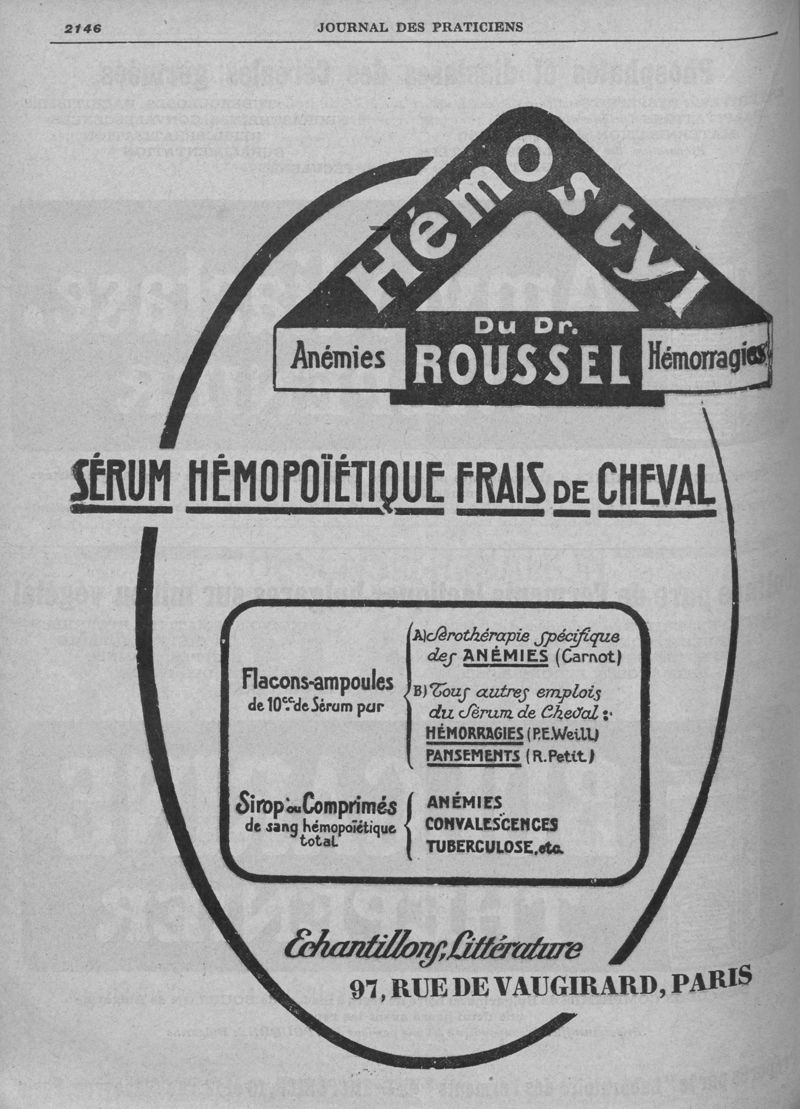 2146
JOURNAL DES PRATICIENS
Hémostyl
Du Dr.
ROUSSEL
Anémies
Hémorragies
SÉRUM HÉMOPOÏÉTIQUE FRAIS DE CHEVAL
Flacons-ampoules
de 10cc. de Sérum pur
A) Sérothérapie spécifique
des ANÉMIES (Carnot)
B) Tous autres emplois
du Sérum de Cheval :
HÉMORRAGIES (P.E.Weill)
PANSEMENTS (R.Petit)
Sirop ou Comprimés
de sang hémopoïétique
total
ANÉMIES
CONVALESCENCES
TUBERCULOSE, etc.
Echantillons, Littérature
97, RUE DE VAUGIRARD, PARIS